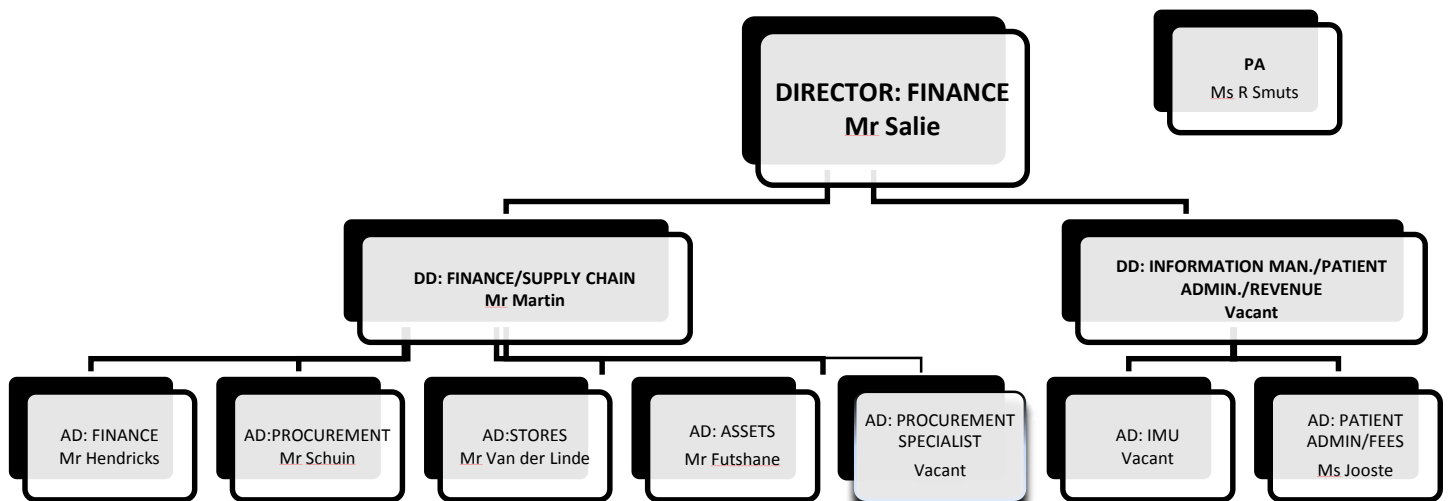 DIRECTOR: FINANCE
Mr Salie
PA
Ms R Smuts
DD: FINANCE/SUPPLY CHAIN
Mr Martin
DD: INFORMATION MAN./PATIENT
ADMIN./REVENUE
Vacant
AD: FINANCE
Mr Hendricks
AD:PROCUREMENT
Mr Schuin
AD:STORES
Mr Van der Linde
AD: ASSETS
Mr Futshane
AD: PROCUREMENT
SPECIALIST
Vacant
AD: IMU
Vacant
AD: PATIENT
ADMIN/FEES
Ms Jooste